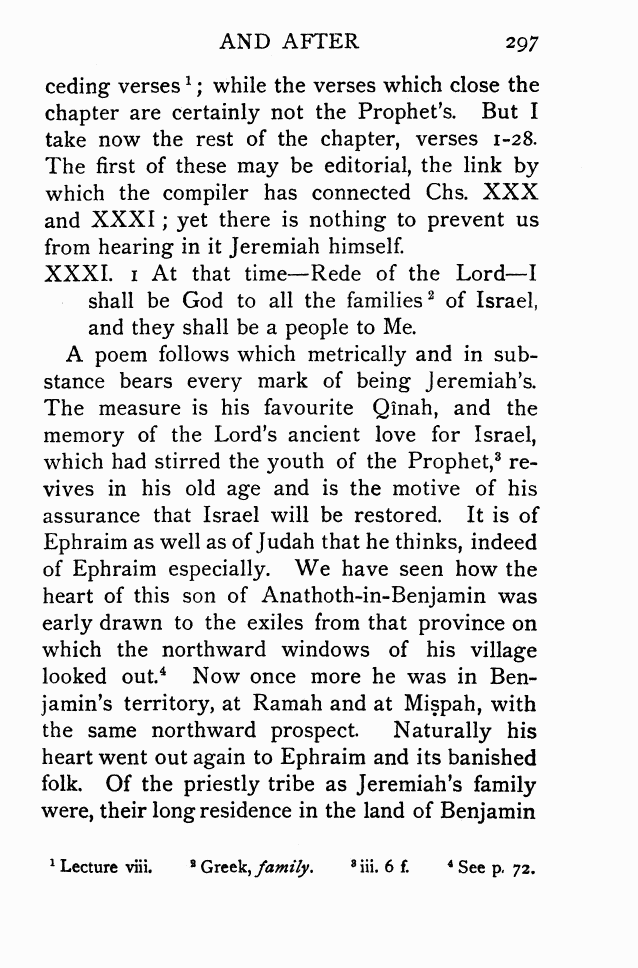 AND AFTER 297
ceding verses ¹ ; while the verses which close the
chapter are certainly not the Prophet's. But I
take now the rest of the chapter, verses 1-28.
The first of these may be editorial, the link by
which the compiler has connected Chs. XXX
and XXXI ; yet there is nothing to prevent us
from hearing in it Jeremiah himself.
XXXI. 1 At that time—Rede of the Lord—I
shall be God to all the families ² of Israel,
and they shall be a people to Me.
A poem follows which metrically and in sub-
stance bears every mark of being Jeremiah's.
The measure is his favourite Qînah, and the
memory of the Lord's ancient love for Israel,
which had stirred the youth of the Prophet,³ re-
vives in his old age and is the motive of his
assurance that Israel will be restored. It is of
Ephraim as well as of Judah that he thinks, indeed
of Ephraim especially. We have seen how the
heart of this son of Anathoth-in-Benjamin was
early drawn to the exiles from that province on
which the northward windows of his village
looked out.⁴ Now once more he was in Ben-
jamin's territory, at Ramah and at Miṣpah, with
the same northward prospect. Naturally his
heart went out again to Ephraim and its banished
folk. Of the priestly tribe as Jeremiah's family
were, their long residence in the land of Benjamin
¹ Lecture viii. ² Greek, family. ³ iii. 6 f. ⁴ See p. 72.